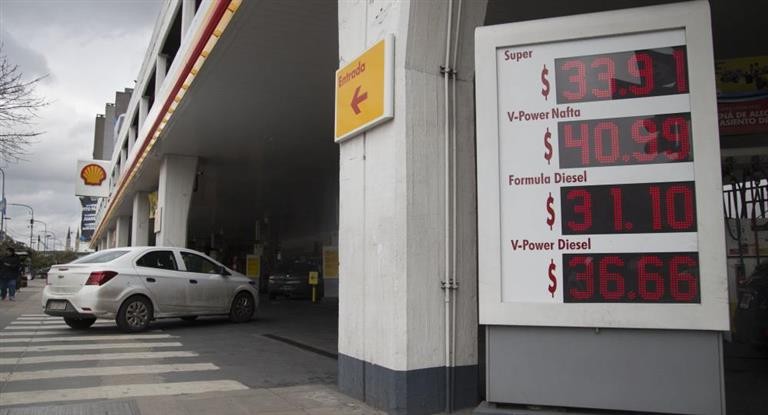 Entrada
Super
$ 33.91
V-Power Nafta
$ 40.99
Formula Diesel
$ 31.10
V-Power Diesel
$ 36.66